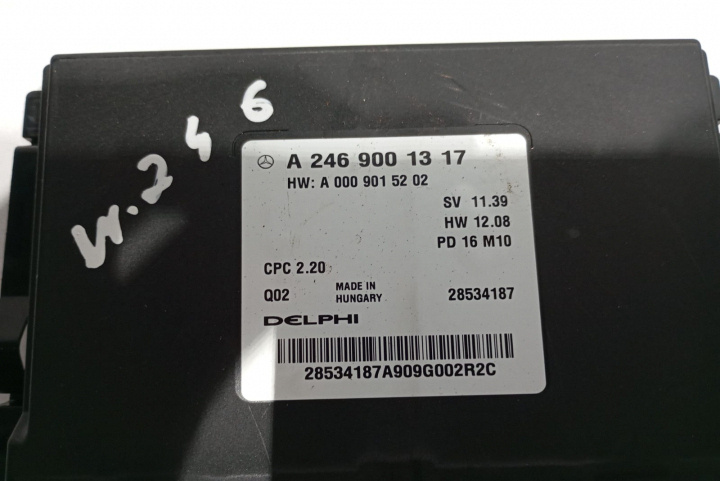 W.246
A 246 900 13 17
HW: A 000 901 52 02
SV 11.39
HW 12.08
PD 16 M10
CPC 2.20
Q02 MADE IN HUNGARY 28534187
DELPHI
28534187A909G002R2C